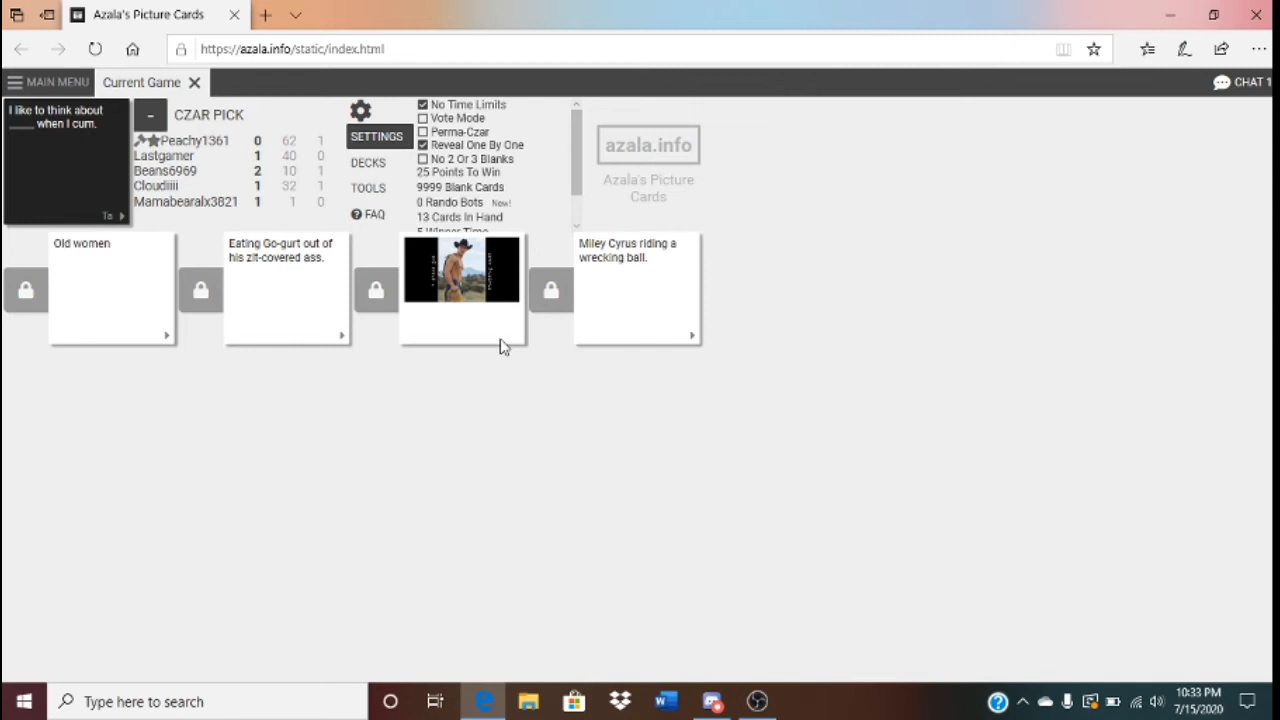 Azala's Picture Cards
https://azala.info/static/index.html
MAIN MENU
Current Game
CHAT 1
I like to think about
____ when I cum.
CZAR PICK
Peachy1361 0 62 1
Lastgamer 1 40 0
Beans6969 2 10 1
Cloudiiii 1 32 1
Mamabearalx3821 1 1 0
SETTINGS
DECKS
TOOLS
FAQ
No Time Limits
Vote Mode
Perma-Czar
Reveal One By One
No 2 Or 3 Blanks
25 Points To Win
9999 Blank Cards
0 Rando Bots New!
13 Cards In Hand
5 Winner Time
azala.info
Azala's Picture
Cards
Old women
Eating Go-gurt out of
his zit-covered ass.
Miley Cyrus riding a
wrecking ball.
Type here to search
10:33 PM
7/15/2020